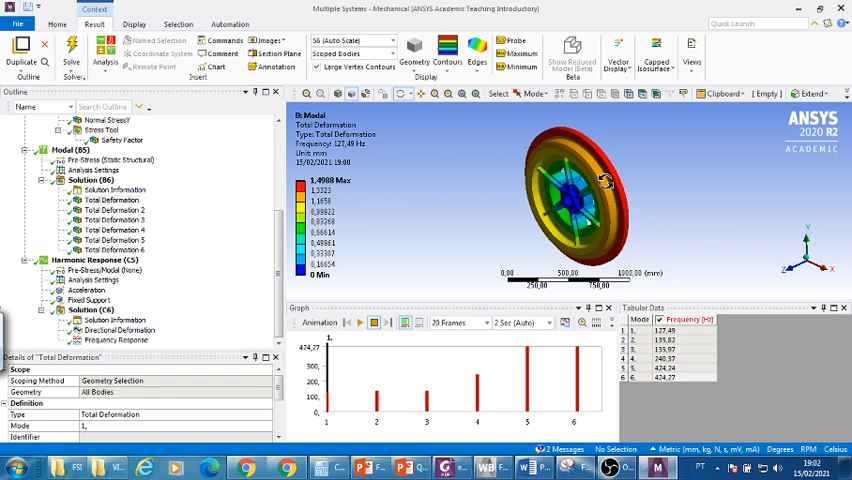 Context
Multiple Systems - Mechanical (ANSYS Academic Teaching Introductory)
File Home Result Display Selection Automation
Quick Launch
Duplicate
Outline
Solve
Solvers
Analysis
Named Selection
Coordinate System
Remote Point
Commands
Comment
Chart
Images
Section Plane
Annotation
Insert
56 (Auto Scale)
Scoped Bodies
Large Vertex Contours
Geometry
Contours
Edges
Display
Probe
Maximum
Minimum
Show Reduced
Model (Beta)
Beta
Vector
Display
Capped
Isosurface
Views
Outline
Name
Search Outline
Select Mode Clipboard [ Empty ] Extend
Normal StressY
Stress Tool
Safety Factor
Modal (B5)
Pre-Stress (Static Structural)
Analysis Settings
Solution (B6)
Solution Information
Total Deformation
Total Deformation 2
Total Deformation 3
Total Deformation 4
Total Deformation 5
Total Deformation 6
Harmonic Response (C5)
Pre-Stress/Modal (None)
Analysis Settings
Acceleration
Fixed Support
Solution (C6)
Solution Information
Directional Deformation
Frequency Response
B: Modal
Total Deformation
Type: Total Deformation
Frequency: 127,49 Hz
Unit: mm
15/02/2021 19:00
1,4988 Max
1,3323
1,1658
0,99922
0,83268
0,66614
0,49961
0,33307
0,16654
0 Min
ANSYS
2020 R2
ACADEMIC
0,00 500,00 1000,00 (mm)
250,00 750,00
Y
Z X
Details of "Total Deformation"
Scope
Scoping Method Geometry Selection
Geometry All Bodies
Definition
Type Total Deformation
Mode 1,
Identifier
Graph
Animation 20 Frames 2 Sec (Auto)
1,
424,27
300,
200,
100,
0,
1 2 3 4 5 6
Tabular Data
Mode Frequency [Hz]
1 1, 127,49
2 2, 135,82
3 3, 135,97
4 4, 240,37
5 5, 424,24
6 6, 424,27
2 Messages No Selection Metric (mm, kg, N, s, mV, mA) Degrees RPM Celsius
PT
19:02
15/02/2021